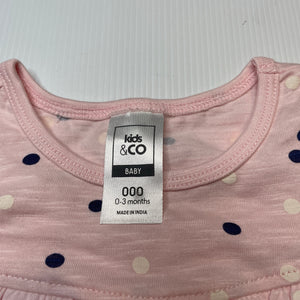 kids
&CO
BABY
000
0-3 months
MADE IN INDIA